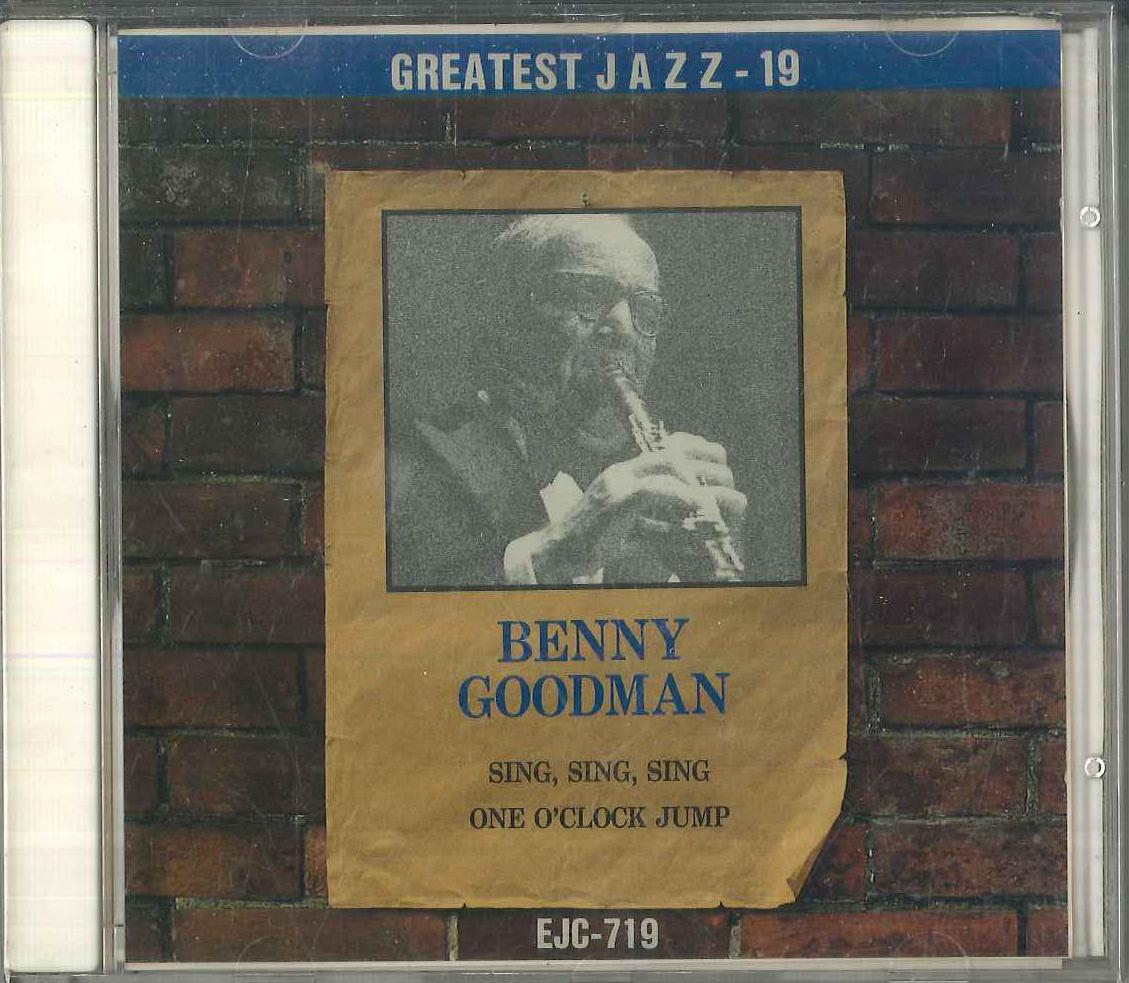 GREATEST JAZZ - 19
BENNY
GOODMAN
SING, SING, SING
ONE O'CLOCK JUMP
EJC-719